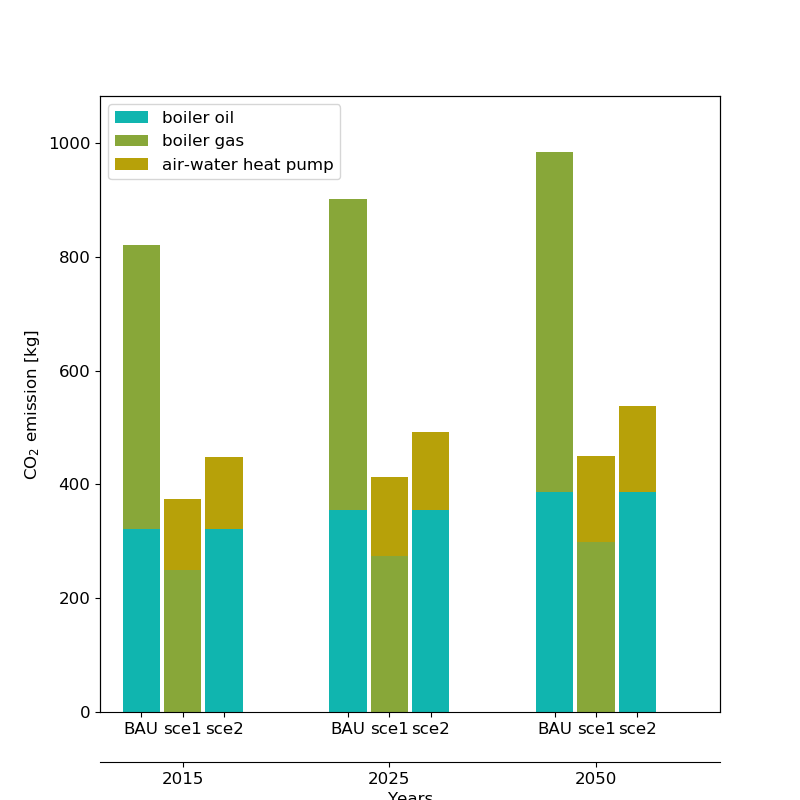 boiler oil
boiler gas
air-water heat pump
1000
800
600
400
200
0
CO₂ emission [kg]
BAU sce1 sce2 BAU sce1 sce2 BAU sce1 sce2
2015 2025 2050
Years